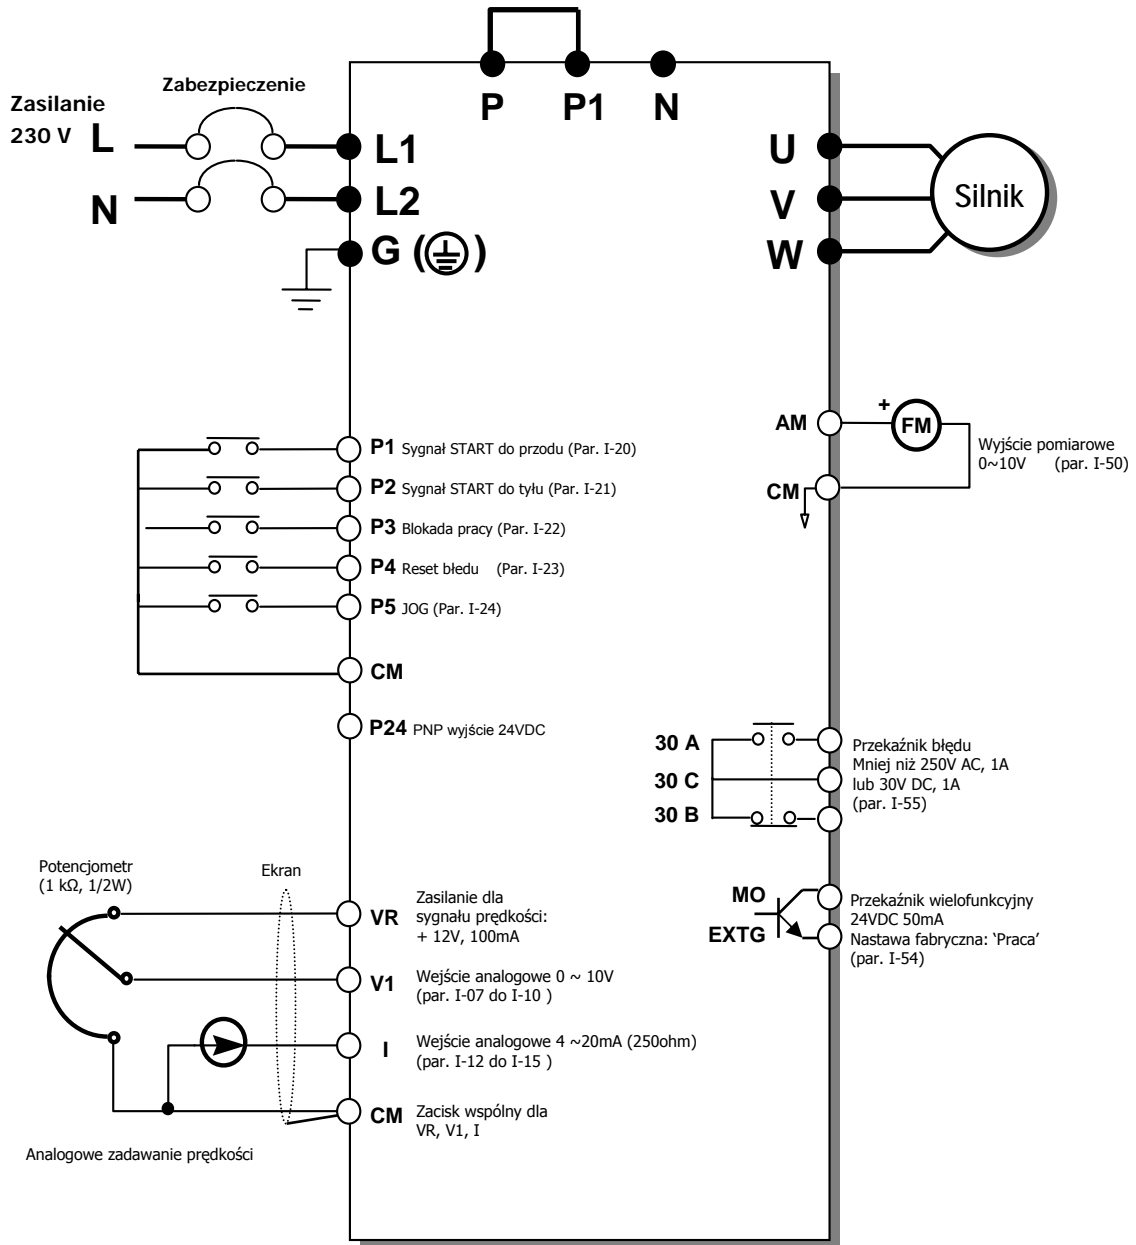 P P1 N
Zabezpieczenie
Zasilanie
230 V L
L1
N
L2
G ( )
U
V
W
Silnik
P1 Sygnał START do przodu (Par. I-20)
P2 Sygnał START do tyłu (Par. I-21)
P3 Blokada pracy (Par. I-22)
P4 Reset błedu (Par. I-23)
P5 JOG (Par. I-24)
CM
P24 PNP wyjście 24VDC
AM
+
FM
CM
Wyjście pomiarowe
0~10V (par. I-50)
30 A
30 C
30 B
Przekaźnik błędu
Mniej niż 250V AC, 1A
lub 30V DC, 1A
(par. I-55)
MO
EXTG
Przekaźnik wielofunkcyjny
24VDC 50mA
Nastawa fabryczna: ‘Praca’
(par. I-54)
Potencjometr
(1 kΩ, 1/2W)
Ekran
VR
Zasilanie dla
sygnału prędkości:
+ 12V, 100mA
V1
Wejście analogowe 0 ~ 10V
(par. I-07 do I-10 )
I
Wejście analogowe 4 ~20mA (250ohm)
(par. I-12 do I-15 )
CM
Zacisk wspólny dla
VR, V1, I
Analogowe zadawanie prędkości